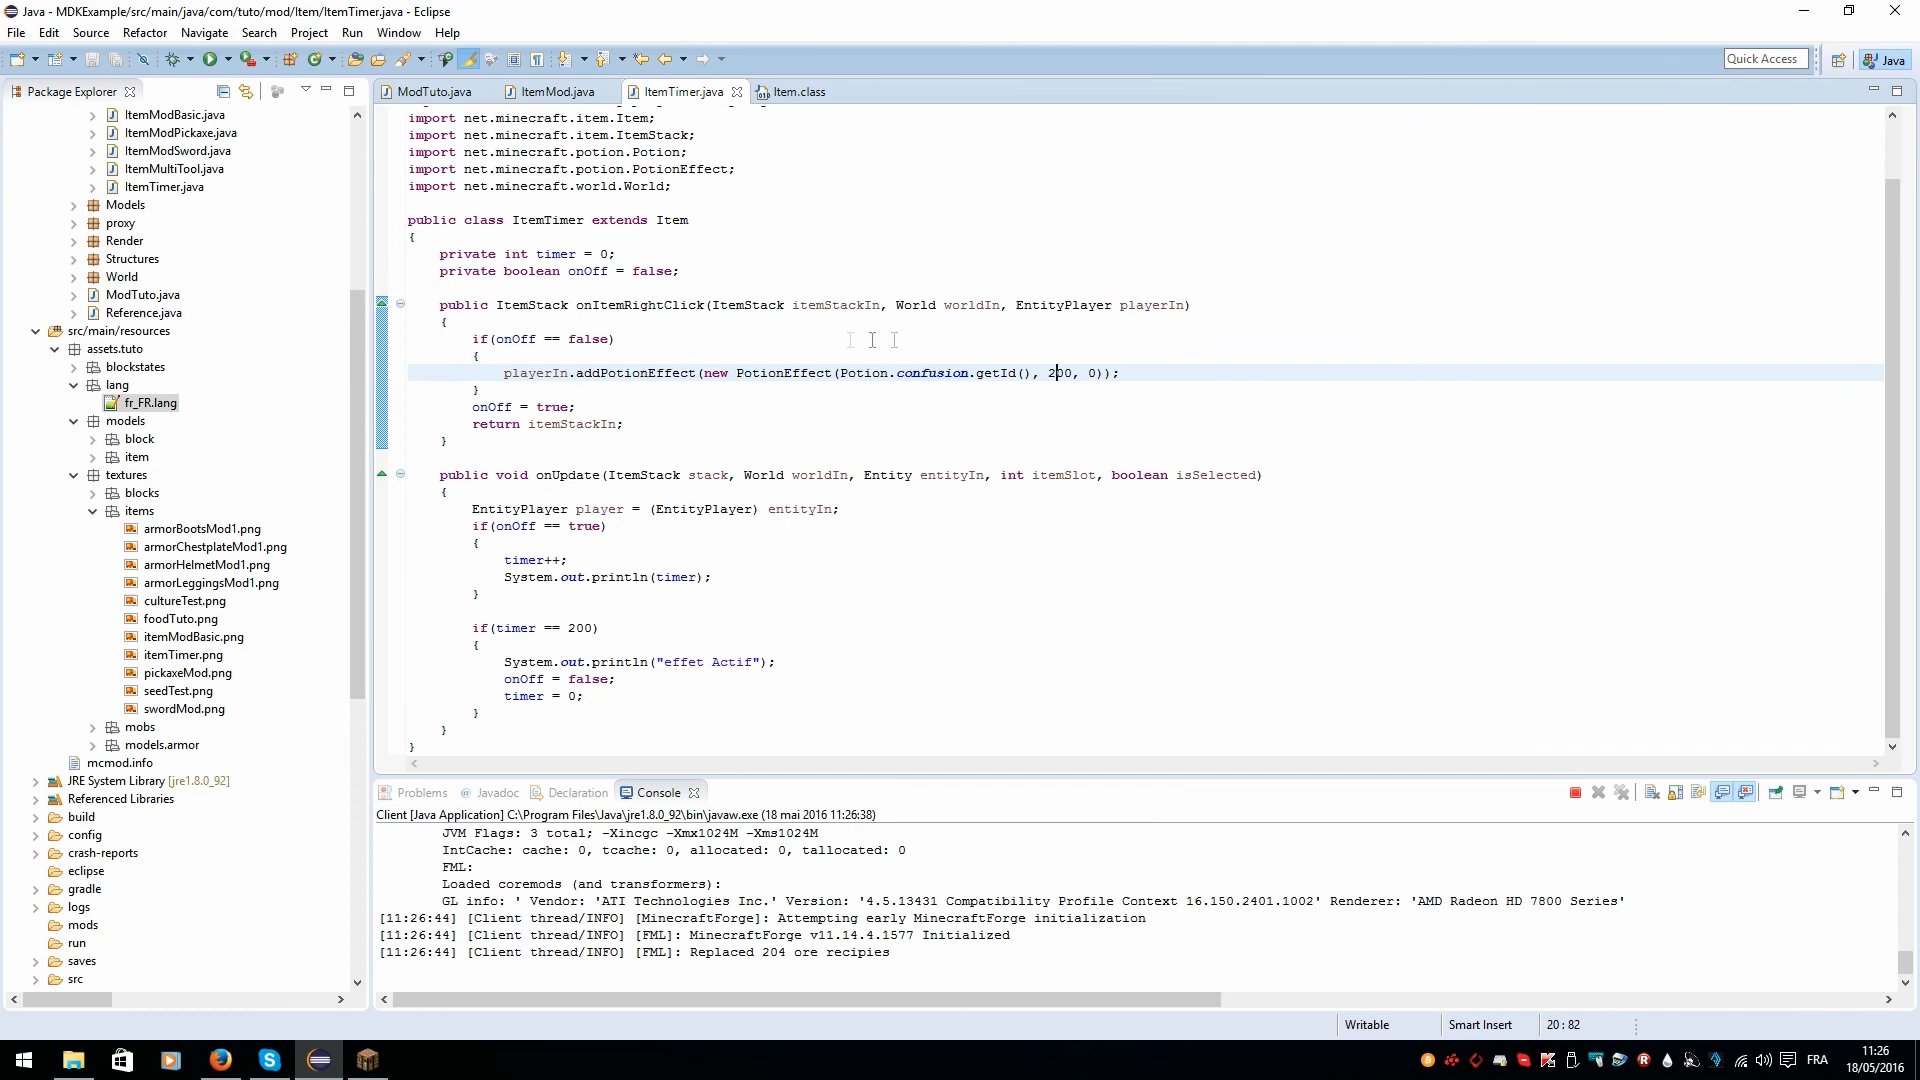 Java - MDKExample/src/main/java/com/tuto/mod/Item/ItemTimer.java - Eclipse
File Edit Source Refactor Navigate Search Project Run Window Help
Quick Access
Java
Package Explorer
ItemModBasic.java
ItemModPickaxe.java
ItemModSword.java
ItemMultiTool.java
ItemTimer.java
Models
proxy
Render
Structures
World
ModTuto.java
Reference.java
src/main/resources
assets.tuto
blockstates
lang
fr_FR.lang
models
block
item
textures
blocks
items
armorBootsMod1.png
armorChestplateMod1.png
armorHelmetMod1.png
armorLeggingsMod1.png
cultureTest.png
foodTuto.png
itemModBasic.png
itemTimer.png
pickaxeMod.png
seedTest.png
swordMod.png
mobs
models.armor
mcmod.info
JRE System Library [jre1.8.0_92]
Referenced Libraries
build
config
crash-reports
eclipse
gradle
logs
mods
run
saves
src
ModTuto.java ItemMod.java ItemTimer.java Item.class
import net.minecraft.item.Item;
import net.minecraft.item.ItemStack;
import net.minecraft.potion.Potion;
import net.minecraft.potion.PotionEffect;
import net.minecraft.world.World;
public class ItemTimer extends Item
{
private int timer = 0;
private boolean onOff = false;
public ItemStack onItemRightClick(ItemStack itemStackIn, World worldIn, EntityPlayer playerIn)
{
if(onOff == false)
{
playerIn.addPotionEffect(new PotionEffect(Potion.confusion.getId(), 200, 0));
}
onOff = true;
return itemStackIn;
}
public void onUpdate(ItemStack stack, World worldIn, Entity entityIn, int itemSlot, boolean isSelected)
{
EntityPlayer player = (EntityPlayer) entityIn;
if(onOff == true)
{
timer++;
System.out.println(timer);
}
if(timer == 200)
{
System.out.println("effet Actif");
onOff = false;
timer = 0;
}
}
}
Problems @ Javadoc Declaration Console
Client [Java Application] C:\Program Files\Java\jre1.8.0_92\bin\javaw.exe (18 mai 2016 11:26:38)
JVM Flags: 3 total; -Xincgc -Xmx1024M -Xms1024M
IntCache: cache: 0, tcache: 0, allocated: 0, tallocated: 0
FML:
Loaded coremods (and transformers):
GL info: ' Vendor: 'ATI Technologies Inc.' Version: '4.5.13431 Compatibility Profile Context 16.150.2401.1002' Renderer: 'AMD Radeon HD 7800 Series'
[11:26:44] [Client thread/INFO] [MinecraftForge]: Attempting early MinecraftForge initialization
[11:26:44] [Client thread/INFO] [FML]: MinecraftForge v11.14.4.1577 Initialized
[11:26:44] [Client thread/INFO] [FML]: Replaced 204 ore recipies
Writable Smart Insert 20 : 82
FRA
11:26
18/05/2016